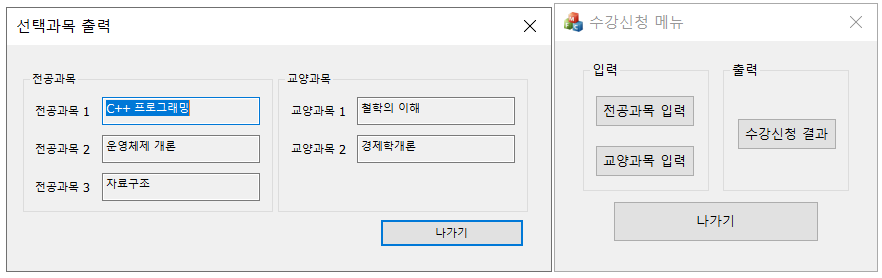 선택과목 출력
전공과목
전공과목 1
C++ 프로그래밍
전공과목 2
운영체제 개론
전공과목 3
자료구조
교양과목
교양과목 1
철학의 이해
교양과목 2
경제학개론
나가기
수강신청 메뉴
입력
전공과목 입력
교양과목 입력
출력
수강신청 결과
나가기